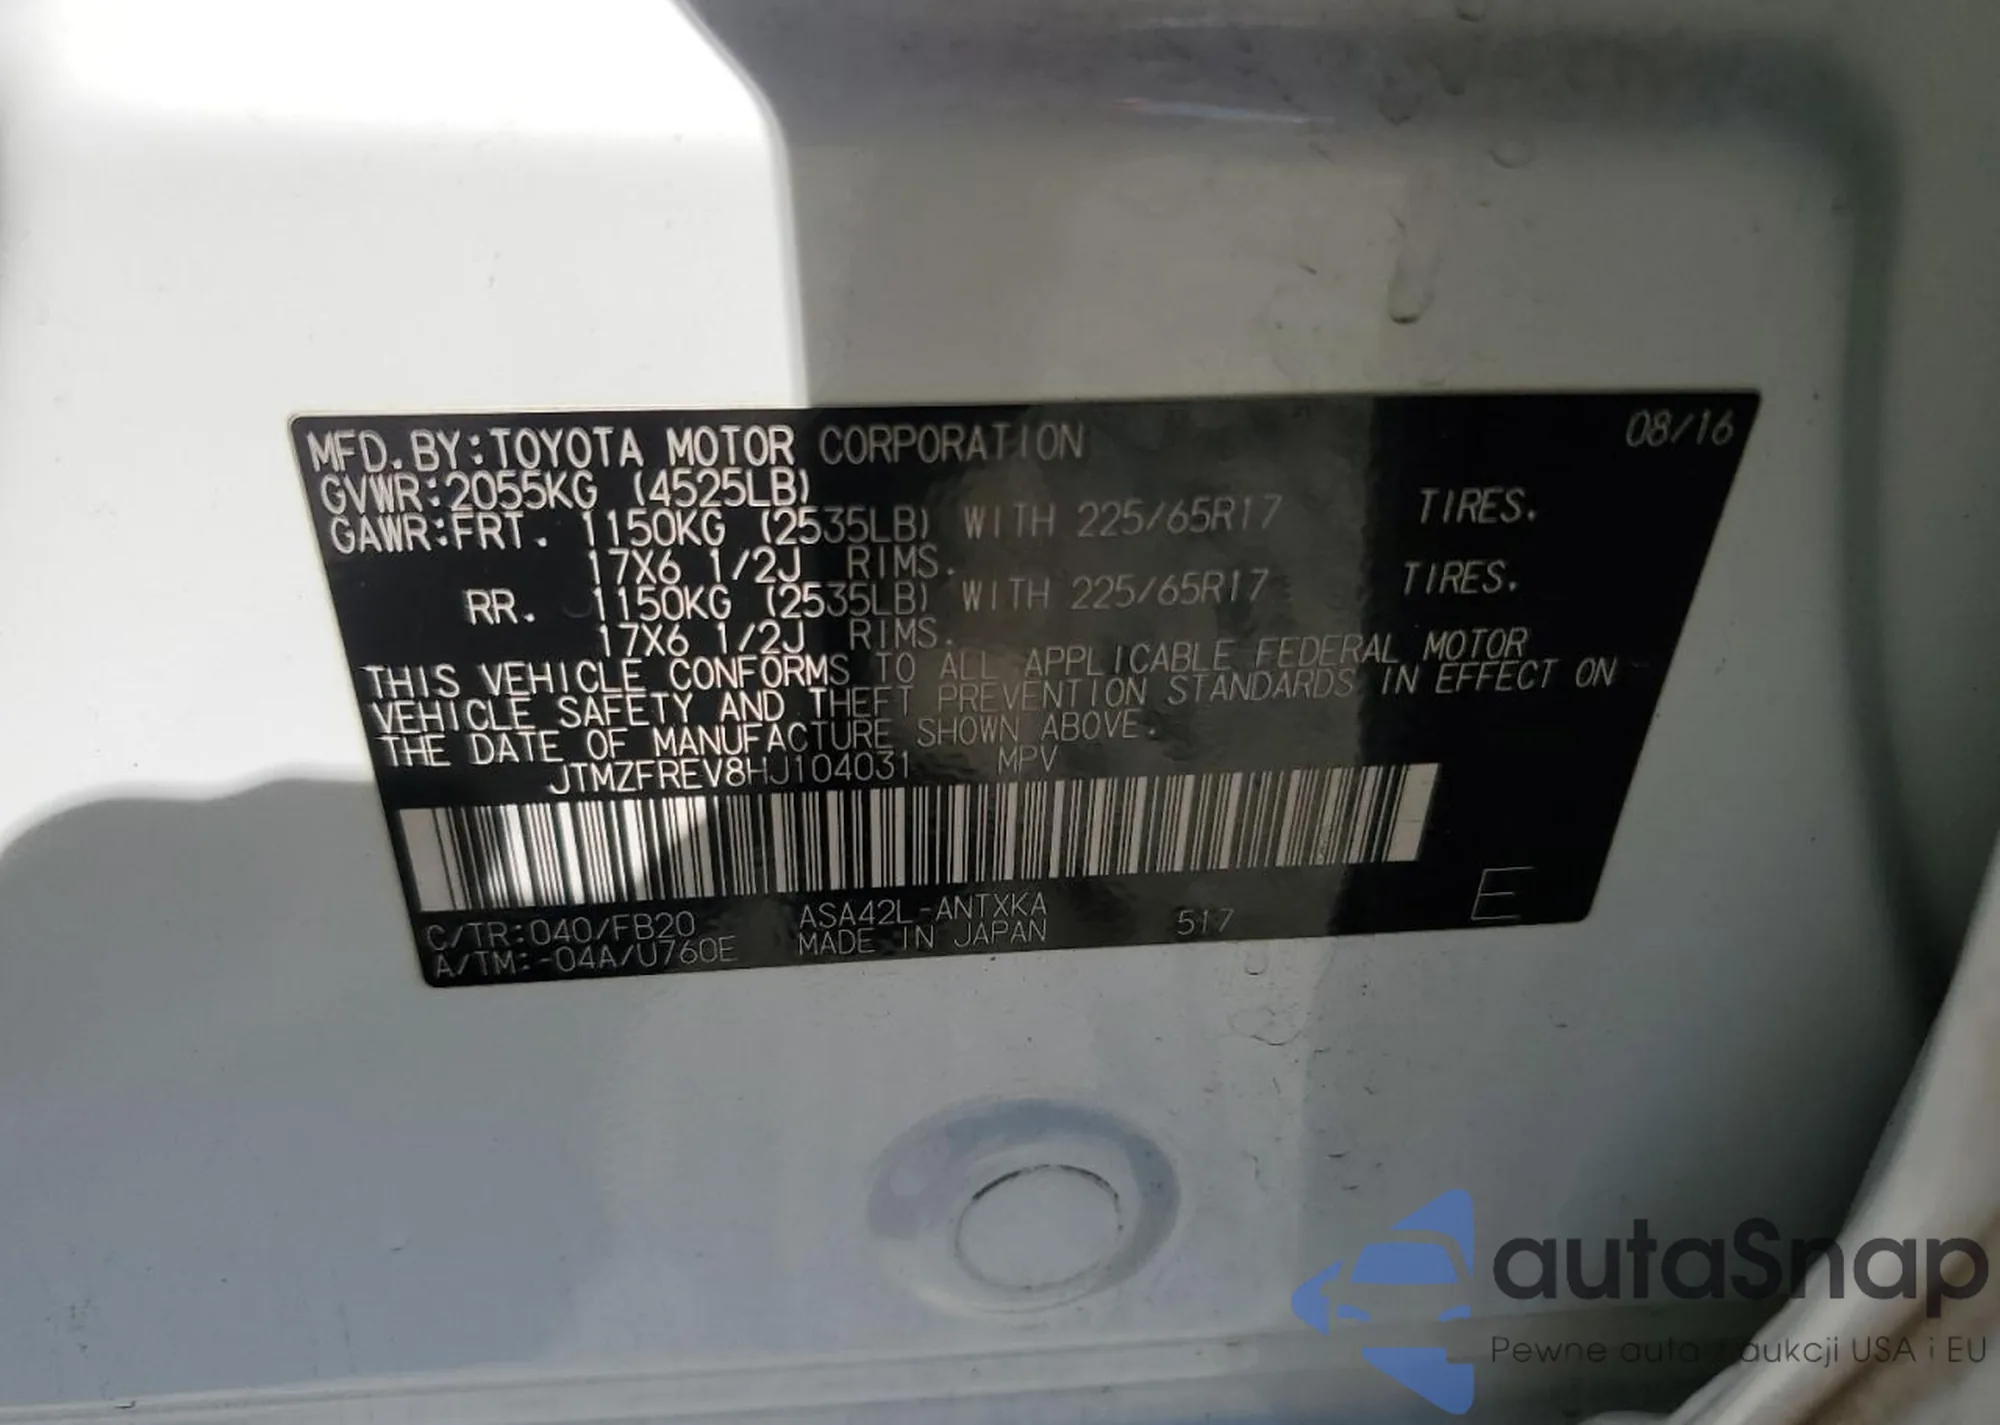 MFD. BY:TOYOTA MOTOR CORPORATION 08/16
GVWR:2055KG (4525LB)
GAWR:FRT. 1150KG (2535LB) WITH 225/65R17 TIRES.
17X6 1/2J RIMS.
RR. 1150KG (2535LB) WITH 225/65R17 TIRES.
17X6 1/2J RIMS.
THIS VEHICLE CONFORMS TO ALL APPLICABLE FEDERAL MOTOR
VEHICLE SAFETY AND THEFT PREVENTION STANDARDS IN EFFECT ON
THE DATE OF MANUFACTURE SHOWN ABOVE.
JTMZFREV8HJ104031 MPV
C/TR:040/FB20 ASA42L-ANTXKA 517 E
A/TM:-04A/U760E MADE IN JAPAN
autaSnap
Pewne auta z aukcji USA i EU